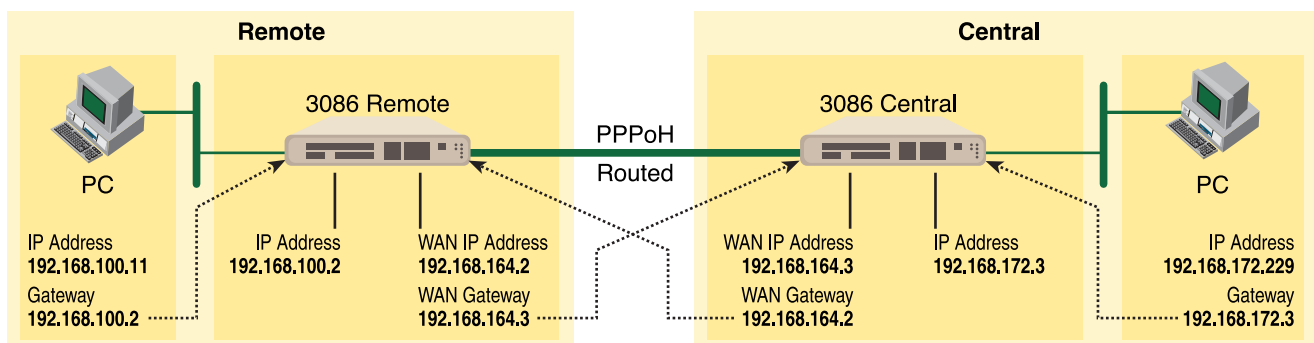 Remote
Central
3086 Remote
3086 Central
PPPoH
Routed
PC
PC
IP Address
192.168.100.11
Gateway
192.168.100.2
IP Address
192.168.100.2
WAN IP Address
192.168.164.2
WAN Gateway
192.168.164.3
WAN IP Address
192.168.164.3
WAN Gateway
192.168.164.2
IP Address
192.168.172.3
IP Address
192.168.172.229
Gateway
192.168.172.3